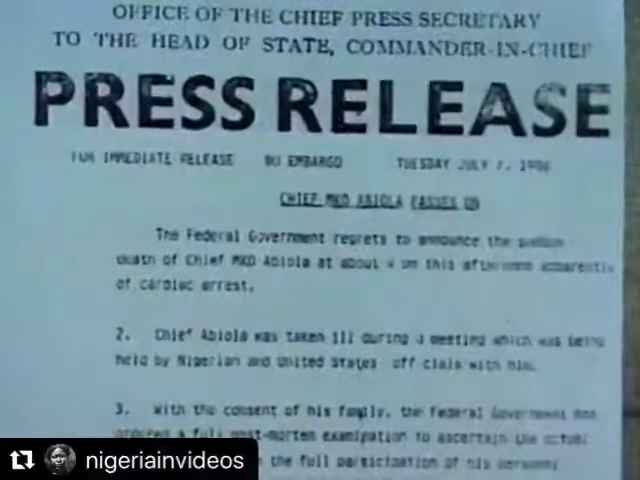 OFFICE OF THE CHIEF PRESS SECRETARY
TO THE HEAD OF STATE, COMMANDER-IN-CHIEF
PRESS RELEASE
FOR IMMEDIATE RELEASE NO EMBARGO TUESDAY JULY 7, 1998
CHIEF MKO ABIOLA PASSES ON
The Federal Government regrets to announce the sudden
death of Chief MKO Abiola at about 4 pm this afternoon apparently
of cardiac arrest.
2. Chief Abiola was taken ill during a meeting which was being
held by Nigerian and United States officials with him.
3. With the consent of his family, the Federal Government has
ordered a full post-mortem examination to ascertain the actual
the full participation of his personal
nigeriainvideos